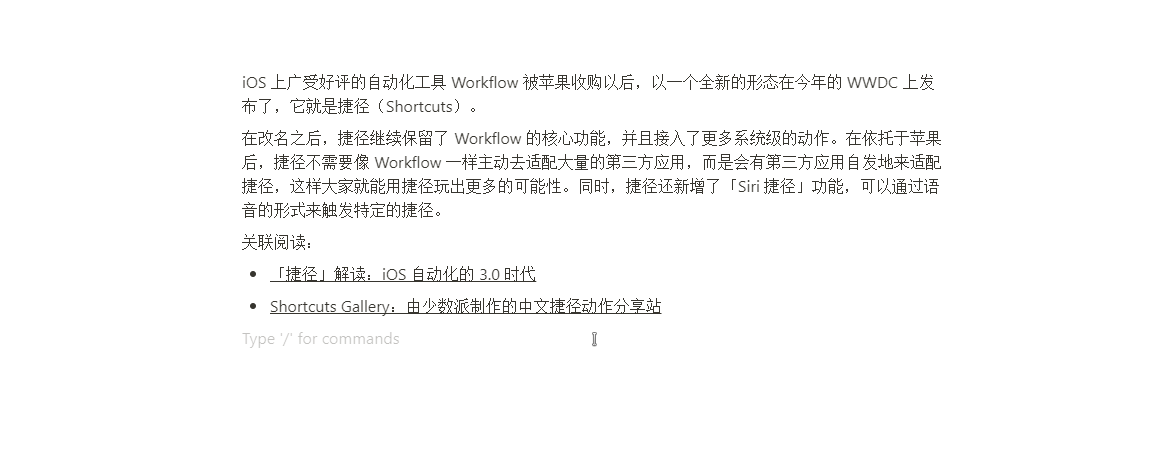 iOS 上广受好评的自动化工具 Workflow 被苹果收购以后，以一个全新的形态在今年的 WWDC 上发
布了，它就是捷径（Shortcuts）。
在改名之后，捷径继续保留了 Workflow 的核心功能，并且接入了更多系统级的动作。在依托于苹果
后，捷径不需要像 Workflow 一样主动去适配大量的第三方应用，而是会有第三方应用自发地来适配
捷径，这样大家就能用捷径玩出更多的可能性。同时，捷径还新增了「Siri 捷径」功能，可以通过语
音的形式来触发特定的捷径。
关联阅读：
• 「捷径」解读：iOS 自动化的 3.0 时代
• Shortcuts Gallery：由少数派制作的中文捷径动作分享站
Type '/' for commands